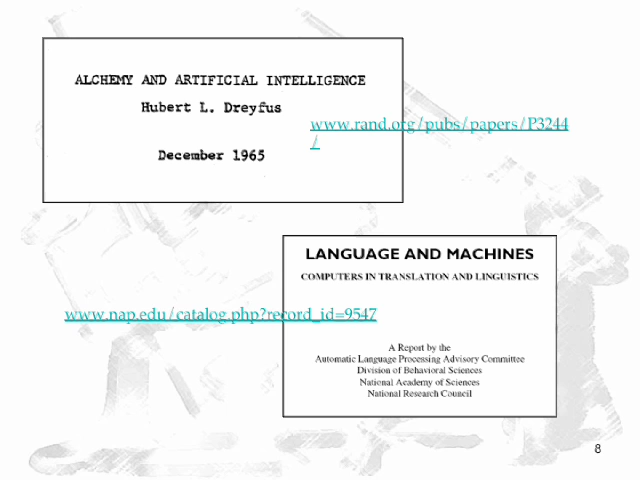 ALCHEMY AND ARTIFICIAL INTELLIGENCE
Hubert L. Dreyfus
www.rand.org/pubs/papers/P3244
/
December 1965
LANGUAGE AND MACHINES
COMPUTERS IN TRANSLATION AND LINGUISTICS
www.nap.edu/catalog.php?record_id=9547
A Report by the
Automatic Language Processing Advisory Committee
Division of Behavioral Sciences
National Academy of Sciences
National Research Council
8